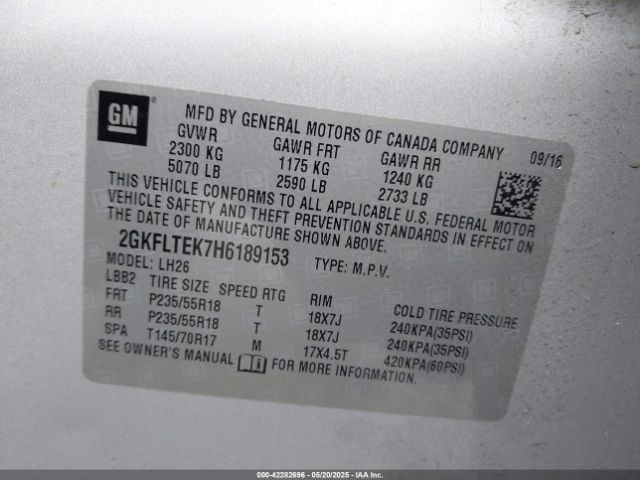 GM
®
MFD BY GENERAL MOTORS OF CANADA COMPANY
09/16
GVWR GAWR FRT GAWR RR
2300 KG 1175 KG 1240 KG
5070 LB 2590 LB 2733 LB
THIS VEHICLE CONFORMS TO ALL APPLICABLE U.S. FEDERAL MOTOR
VEHICLE SAFETY AND THEFT PREVENTION STANDARDS IN EFFECT ON
THE DATE OF MANUFACTURE SHOWN ABOVE.
2GKFLTEK7H6189153 TYPE: M.P.V.
MODEL: LH26
LBB2 TIRE SIZE SPEED RTG RIM COLD TIRE PRESSURE
FRT P235/55R18 T 18X7J 240KPA(35PSI)
RR P235/55R18 T 18X7J 240KPA(35PSI)
SPA T145/70R17 M 17X4.5T 420KPA(60PSI)
SEE OWNER'S MANUAL FOR MORE INFORMATION.
000-42282696 - 05/20/2025 - IAA Inc.